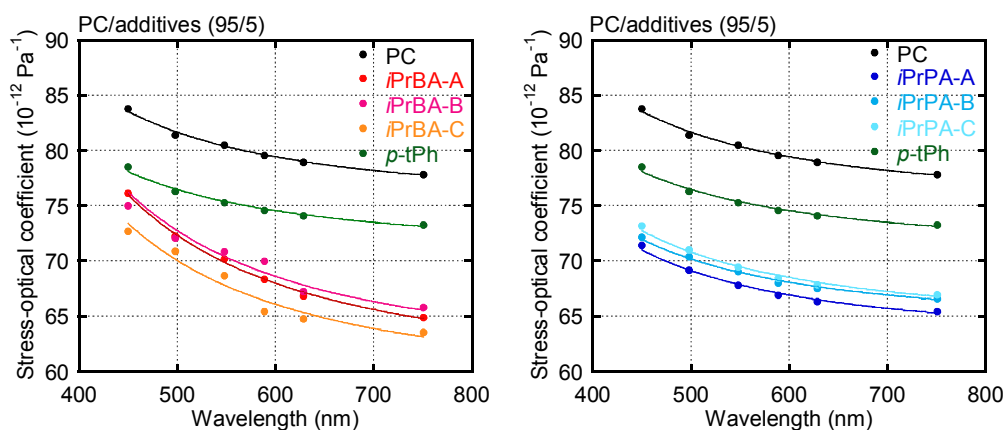 PC/additives (95/5)
90
85
80
75
70
65
60
Stress-optical coefficient (10⁻¹² Pa⁻¹)
PC
iPrBA-A
iPrBA-B
iPrBA-C
p-tPh
400 500 600 700 800
Wavelength (nm)
PC/additives (95/5)
90
85
80
75
70
65
60
Stress-optical coefficient (10⁻¹² Pa⁻¹)
PC
iPrPA-A
iPrPA-B
iPrPA-C
p-tPh
400 500 600 700 800
Wavelength (nm)